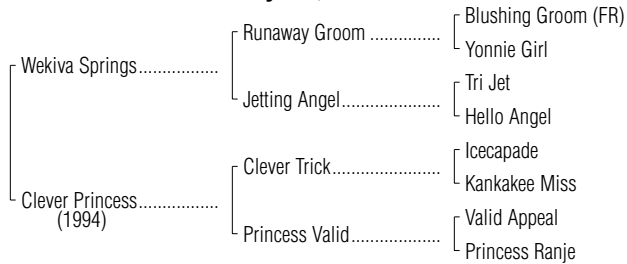 Blushing Groom (FR)
Runaway Groom ...............
Yonnie Girl
Wekiva Springs.................
Tri Jet
Jetting Angel......................
Hello Angel
Icecapade
Clever Trick........................
Kankakee Miss
Clever Princess.................
(1994)
Valid Appeal
Princess Valid....................
Princess Ranje